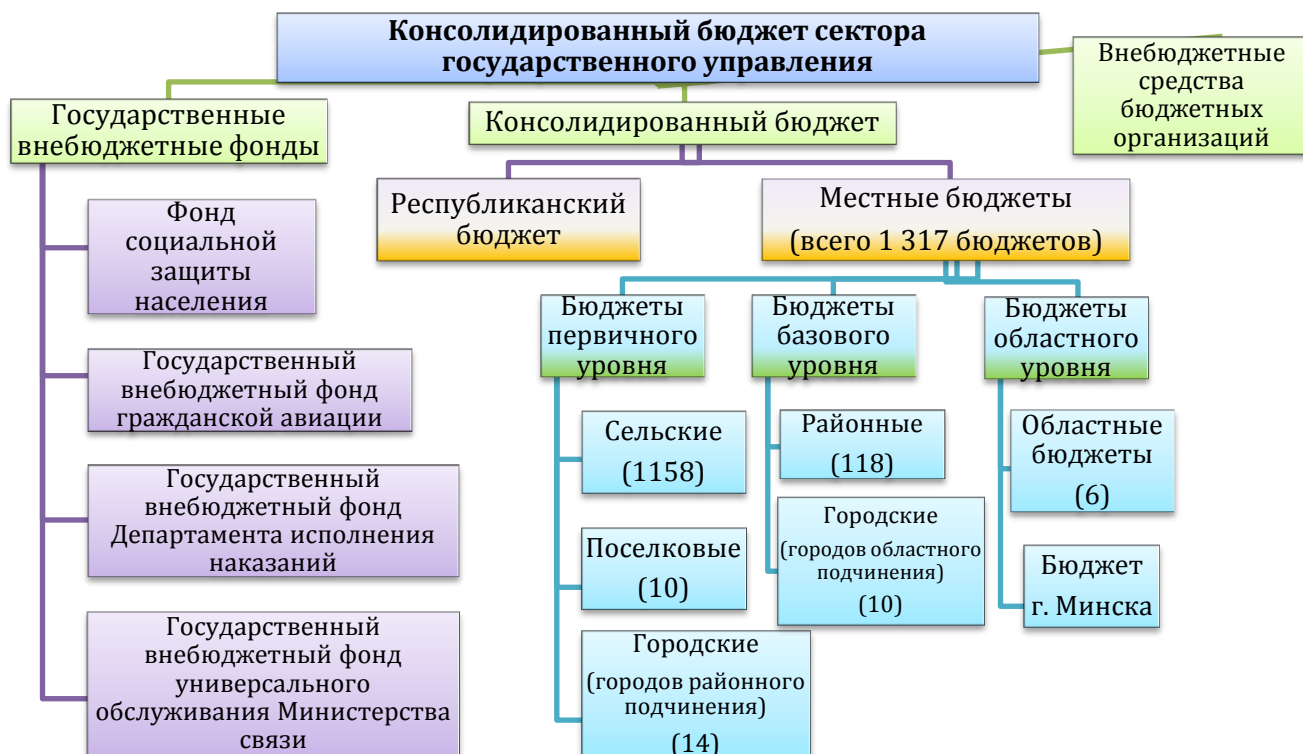 Консолидированный бюджет сектора
государственного управления
Внебюджетные
средства
бюджетных
организаций
Государственные
внебюджетные фонды
Консолидированный бюджет
Фонд
социальной
защиты
населения
Государственный
внебюджетный фонд
гражданской авиации
Государственный
внебюджетный фонд
Департамента исполнения
наказаний
Государственный
внебюджетный фонд
универсального
обслуживания Министерства
связи
Республиканский
бюджет
Местные бюджеты
(всего 1 317 бюджетов)
Бюджеты
первичного
уровня
Сельские
(1158)
Поселковые
(10)
Городские
(городов районного
подчинения)
(14)
Бюджеты
базового
уровня
Районные
(118)
Городские
(городов областного
подчинения)
(10)
Бюджеты
областного
уровня
Областные
бюджеты
(6)
Бюджет
г. Минска